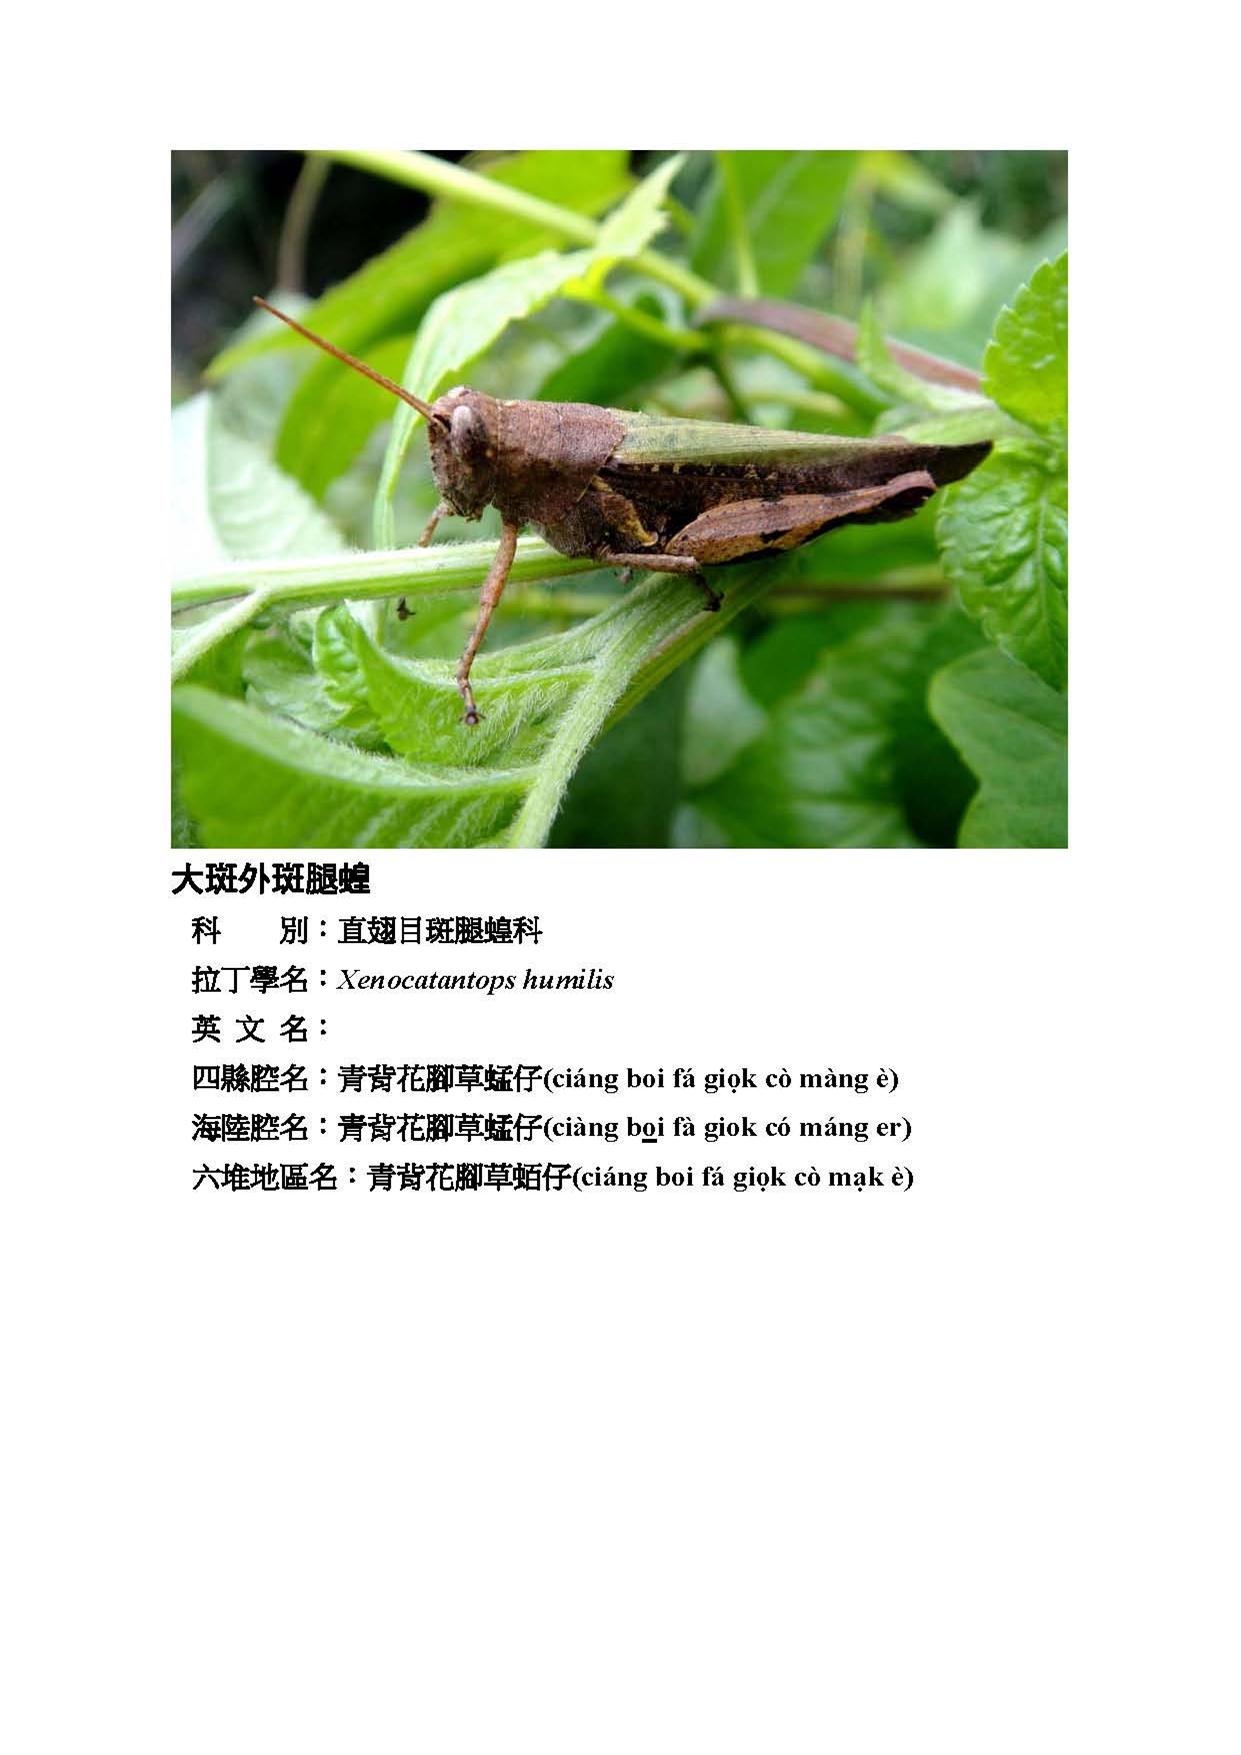 大斑外斑腿蝗
科　　別：直翅目斑腿蝗科
拉丁學名：Xenocatantops humilis
英 文 名：
四縣腔名：青背花腳草蜢仔(ciáng boi fá giọk cò màng è)
海陸腔名：青背花腳草蜢仔(ciàng bo̲i fà giok có máng er)
六堆地區名：青背花腳草蛨仔(ciáng boi fá giọk cò mạk è)